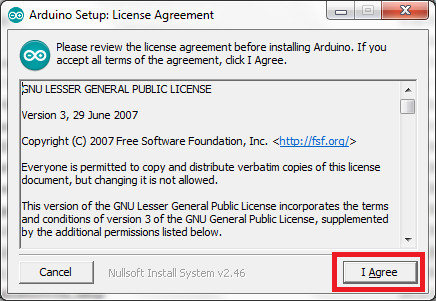 Arduino Setup: License Agreement
Please review the license agreement before installing Arduino. If you
accept all terms of the agreement, click I Agree.
GNU LESSER GENERAL PUBLIC LICENSE
Version 3, 29 June 2007
Copyright (C) 2007 Free Software Foundation, Inc. <http://fsf.org/>
Everyone is permitted to copy and distribute verbatim copies of this license
document, but changing it is not allowed.
This version of the GNU Lesser General Public License incorporates the terms
and conditions of version 3 of the GNU General Public License, supplemented
by the additional permissions listed below.
Cancel
Nullsoft Install System v2.46
I Agree